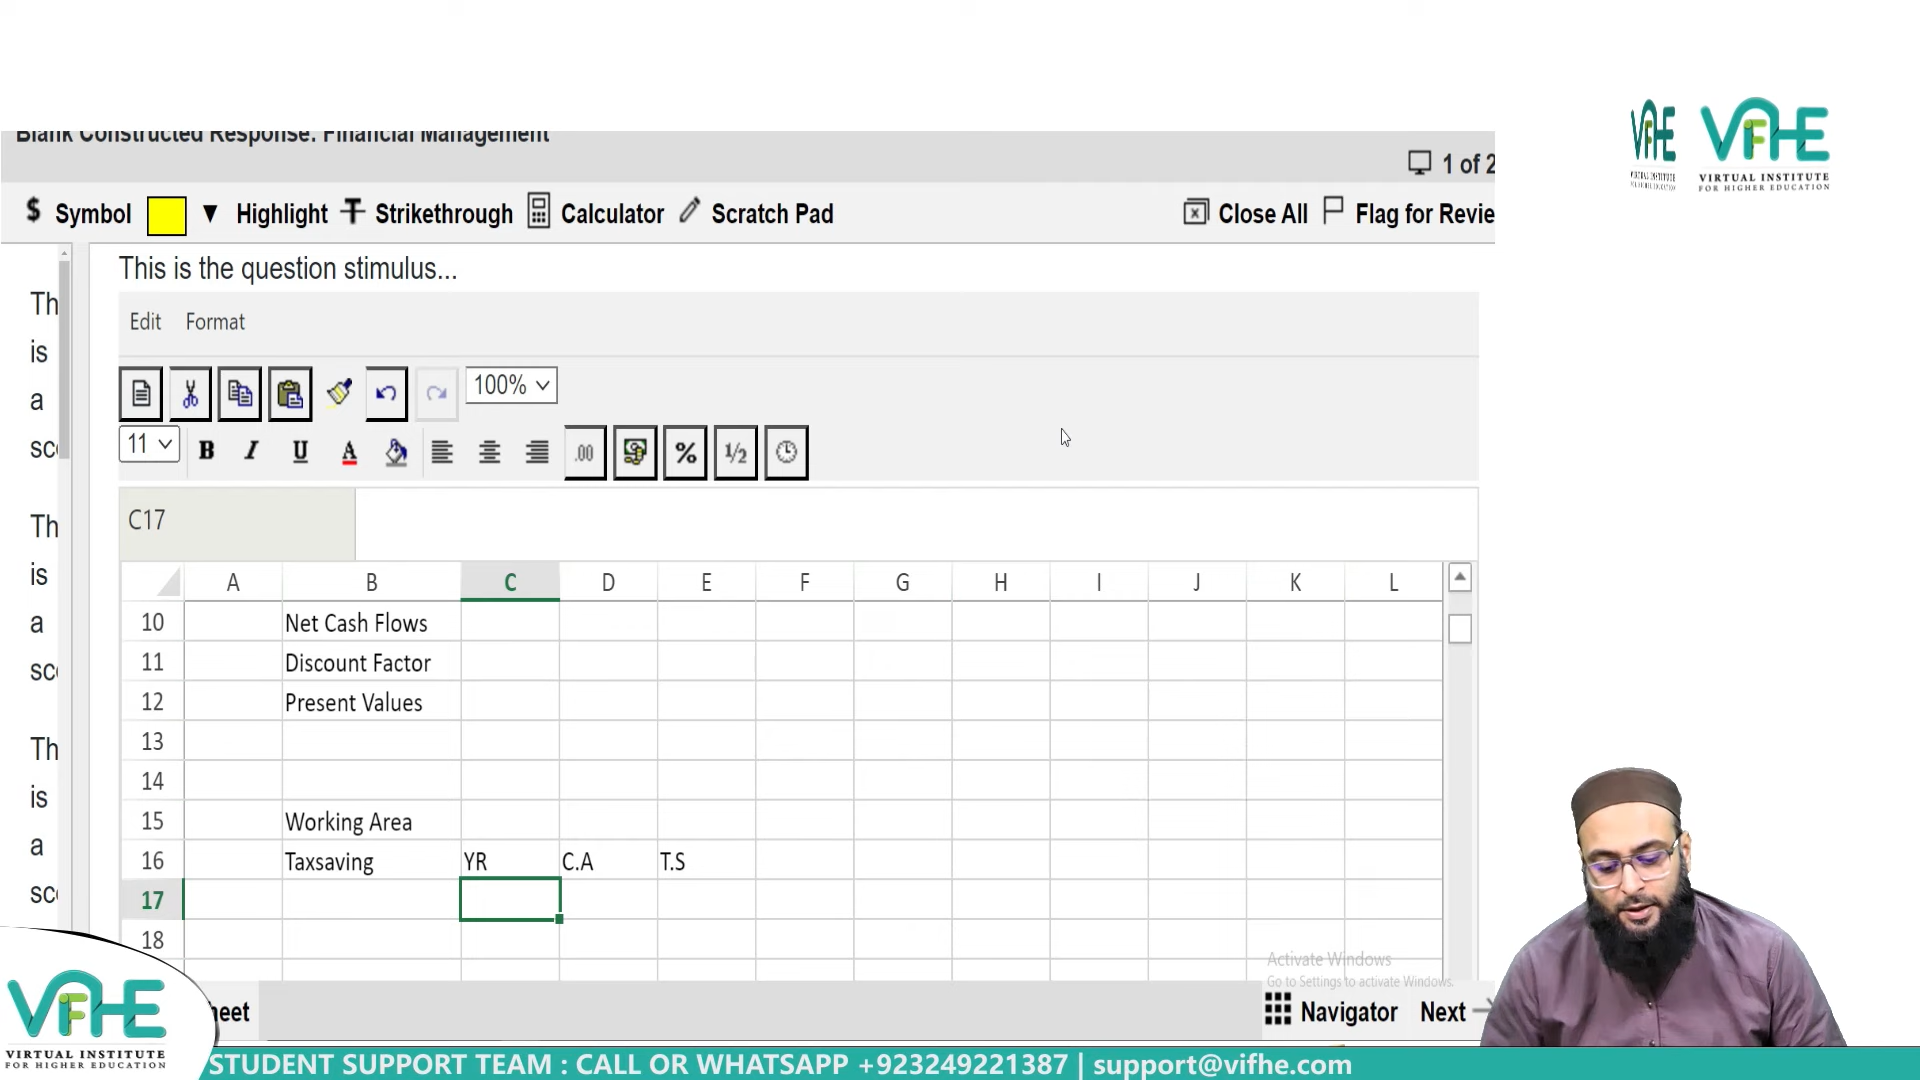 Blank Constructed Response: Financial Management
1 of 2
$ Symbol Highlight Strikethrough Calculator Scratch Pad Close All Flag for Revie
VIFHE VIFHE
VIRTUAL INSTITUTE
FOR HIGHER EDUCATION
This is the question stimulus...
Th
is
a
sc
Th
is
a
sc
Th
is
a
sc
Edit Format
100%
11 B I U A .00 % 1/2
C17
A B C D E F G H I J K L
10 Net Cash Flows
11 Discount Factor
12 Present Values
13
14
15 Working Area
16 Taxsaving YR C.A T.S
17
18
Activate Windows
Go to Settings to activate Windows.
heet Navigator Next
VIFHE
VIRTUAL INSTITUTE
FOR HIGHER EDUCATION
STUDENT SUPPORT TEAM : CALL OR WHATSAPP +923249221387 | support@vifhe.com